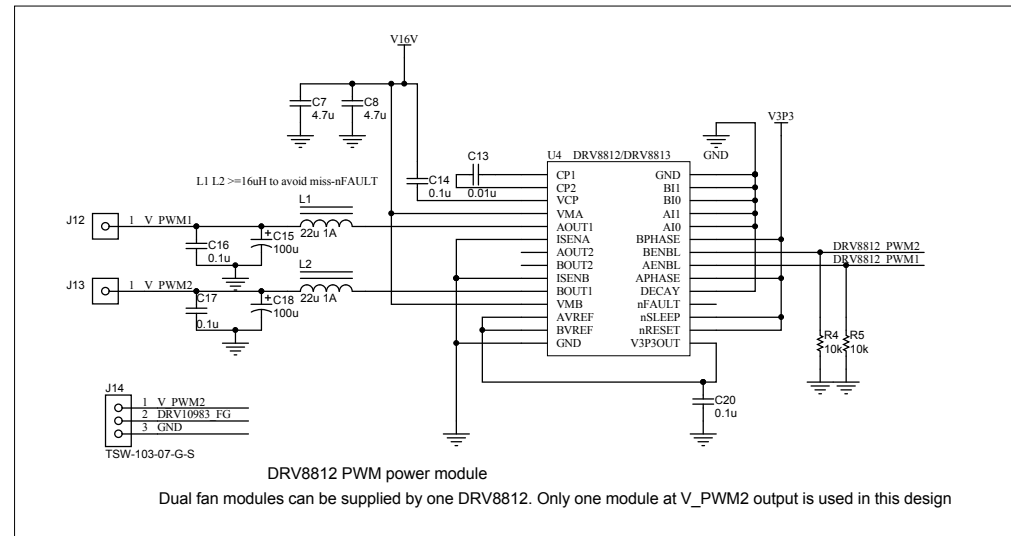 V16V
C7
4.7u
C8
4.7u
V3P3
C13
0.01u
C14
0.1u
U4 DRV8812/DRV8813
GND
L1 L2 >=16uH to avoid miss-nFAULT
CP1
CP2
VCP
VMA
AOUT1
ISENA
AOUT2
BOUT2
ISENB
BOUT1
VMB
AVREF
BVREF
GND
GND
BI1
BI0
AI1
AI0
BPHASE
BENBL
AENBL
APHASE
DECAY
nFAULT
nSLEEP
nRESET
V3P3OUT
DRV8812_PWM2
DRV8812_PWM1
J12
1 V_PWM1
L1
22u 1A
C16
0.1u
C15
100u
+
J13
1 V_PWM2
L2
22u 1A
C17
0.1u
C18
100u
+
R4
10k
R5
10k
C20
0.1u
J14
1 V_PWM2
2 DRV10983_FG
3 GND
TSW-103-07-G-S
DRV8812 PWM power module
Dual fan modules can be supplied by one DRV8812. Only one module at V_PWM2 output is used in this design